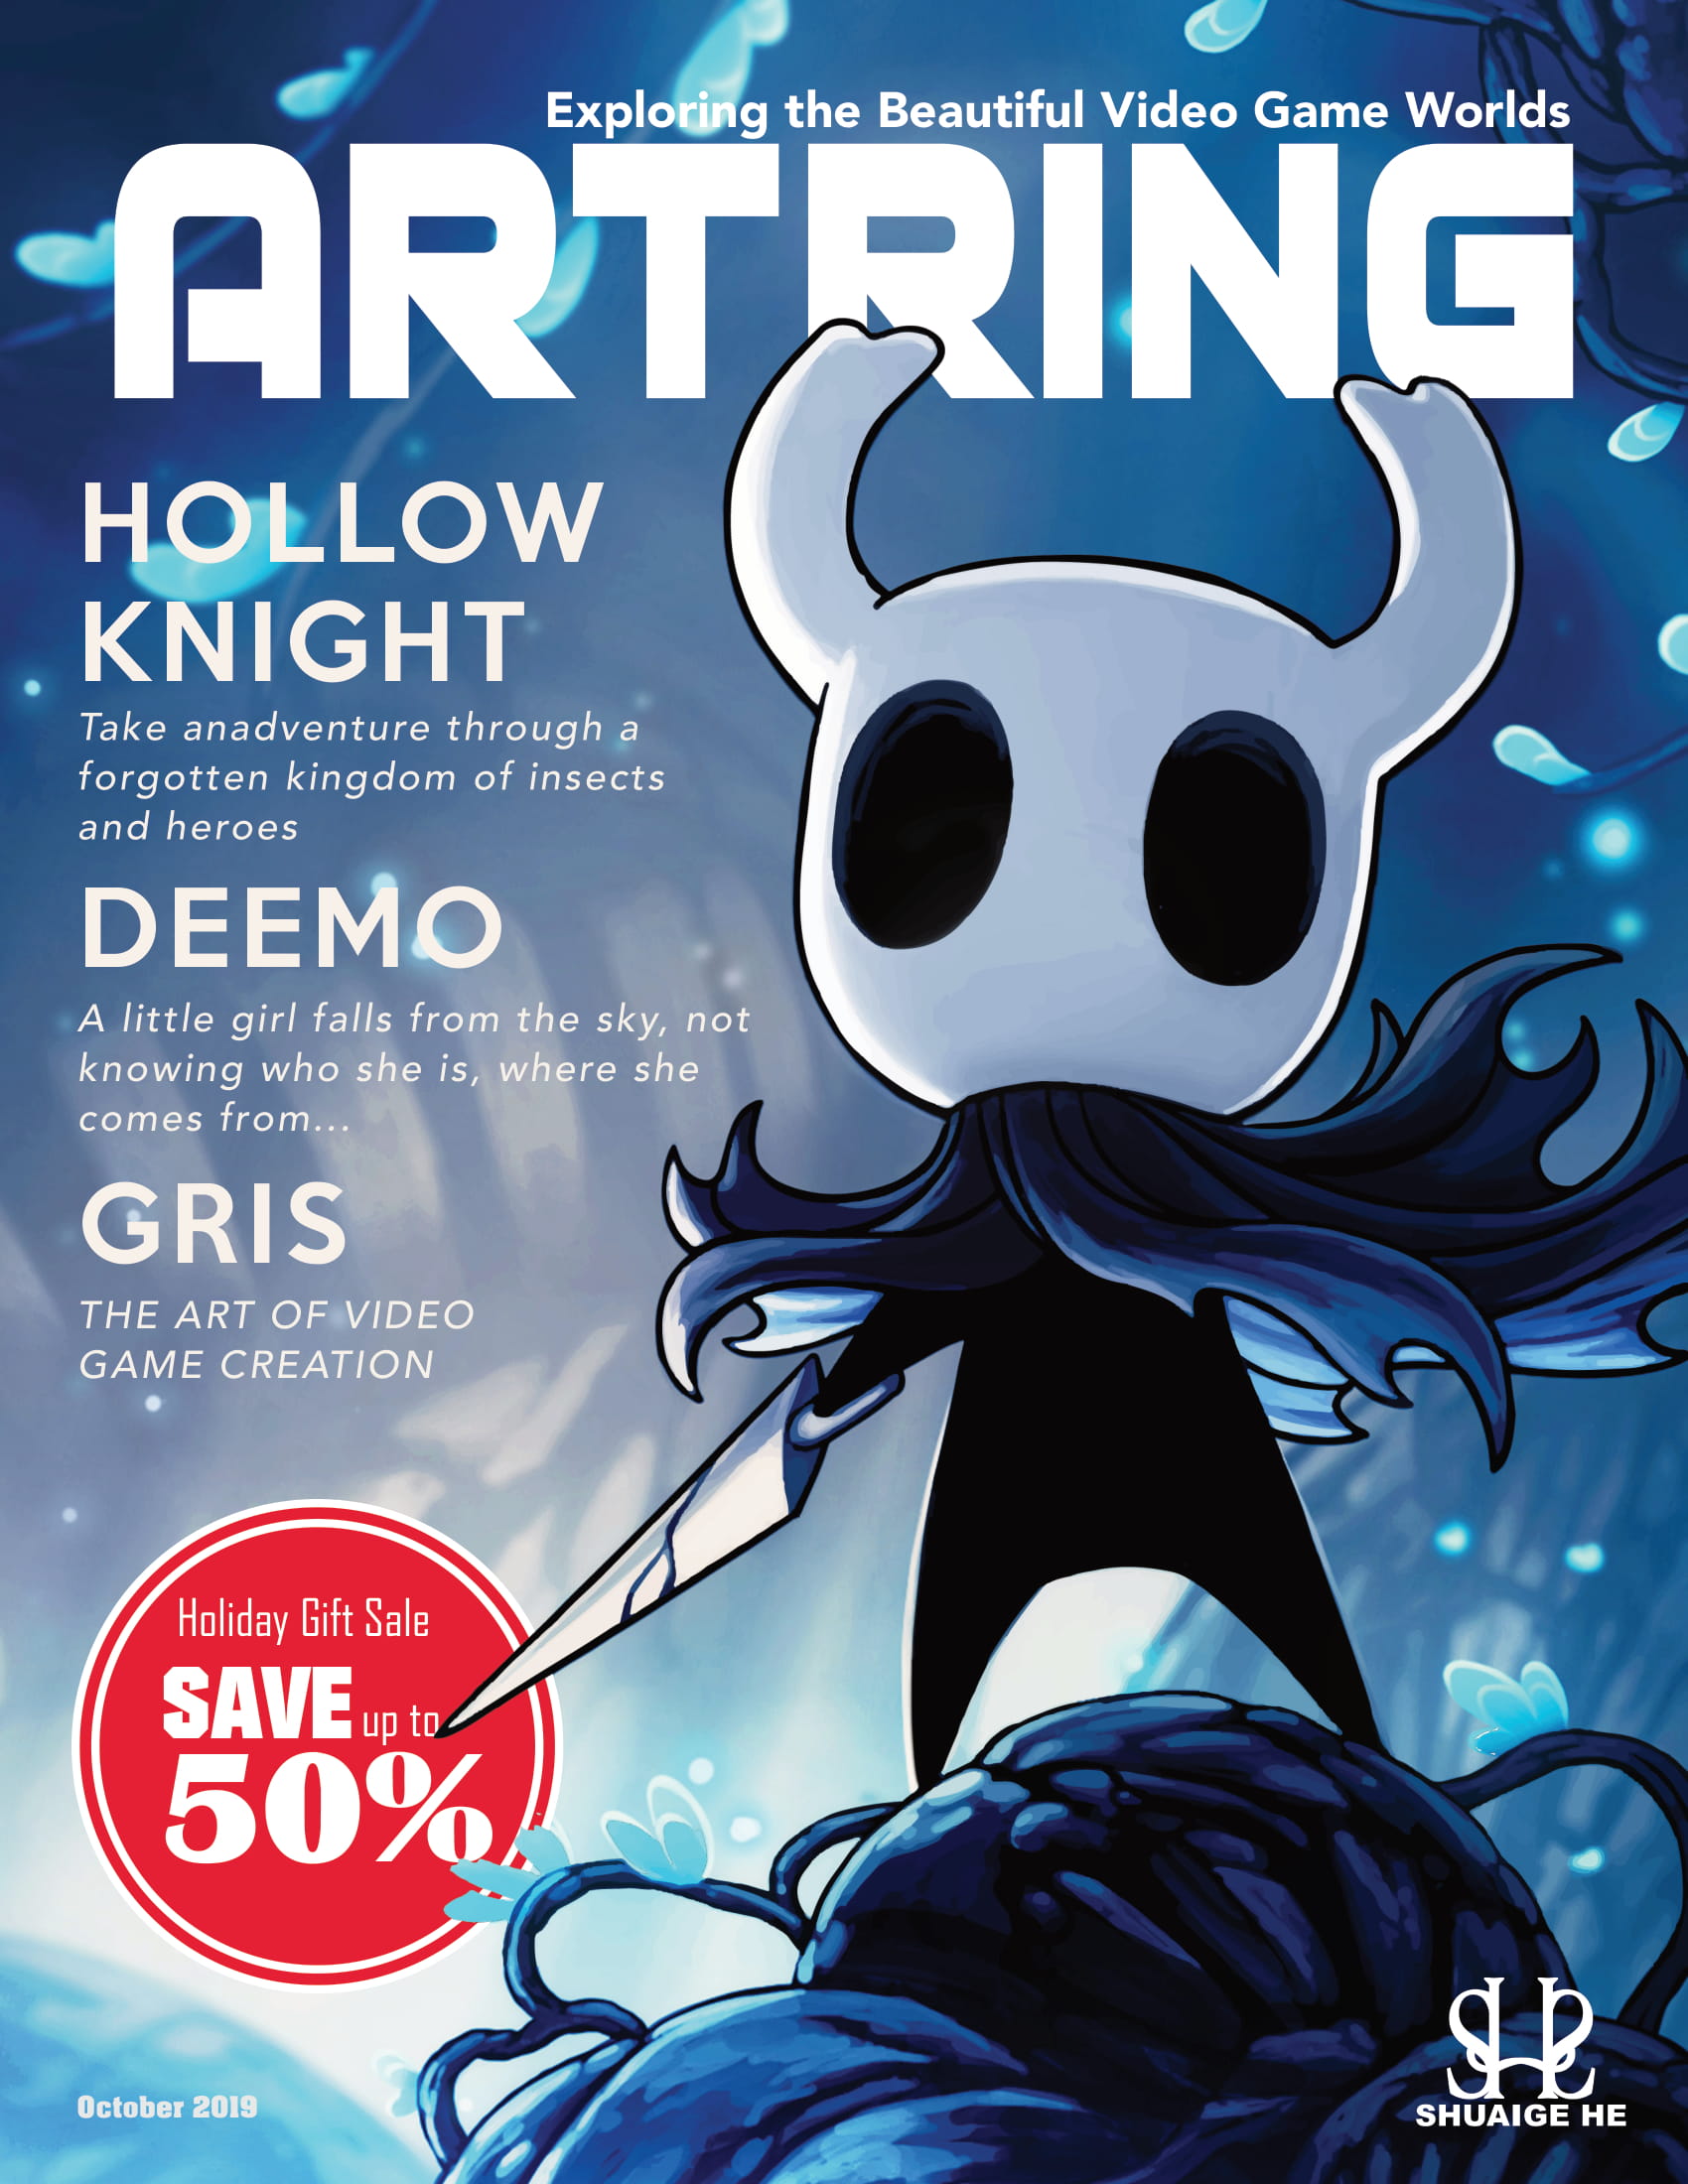 Exploring the Beautiful Video Game Worlds
ARTRING
HOLLOW
KNIGHT
Take anadventure through a
forgotten kingdom of insects
and heroes
DEEMO
A little girl falls from the sky, not
knowing who she is, where she
comes from...
GRIS
THE ART OF VIDEO
GAME CREATION
Holiday Gift Sale
SAVE up to
50%
October 2019
SHUAIGE HE